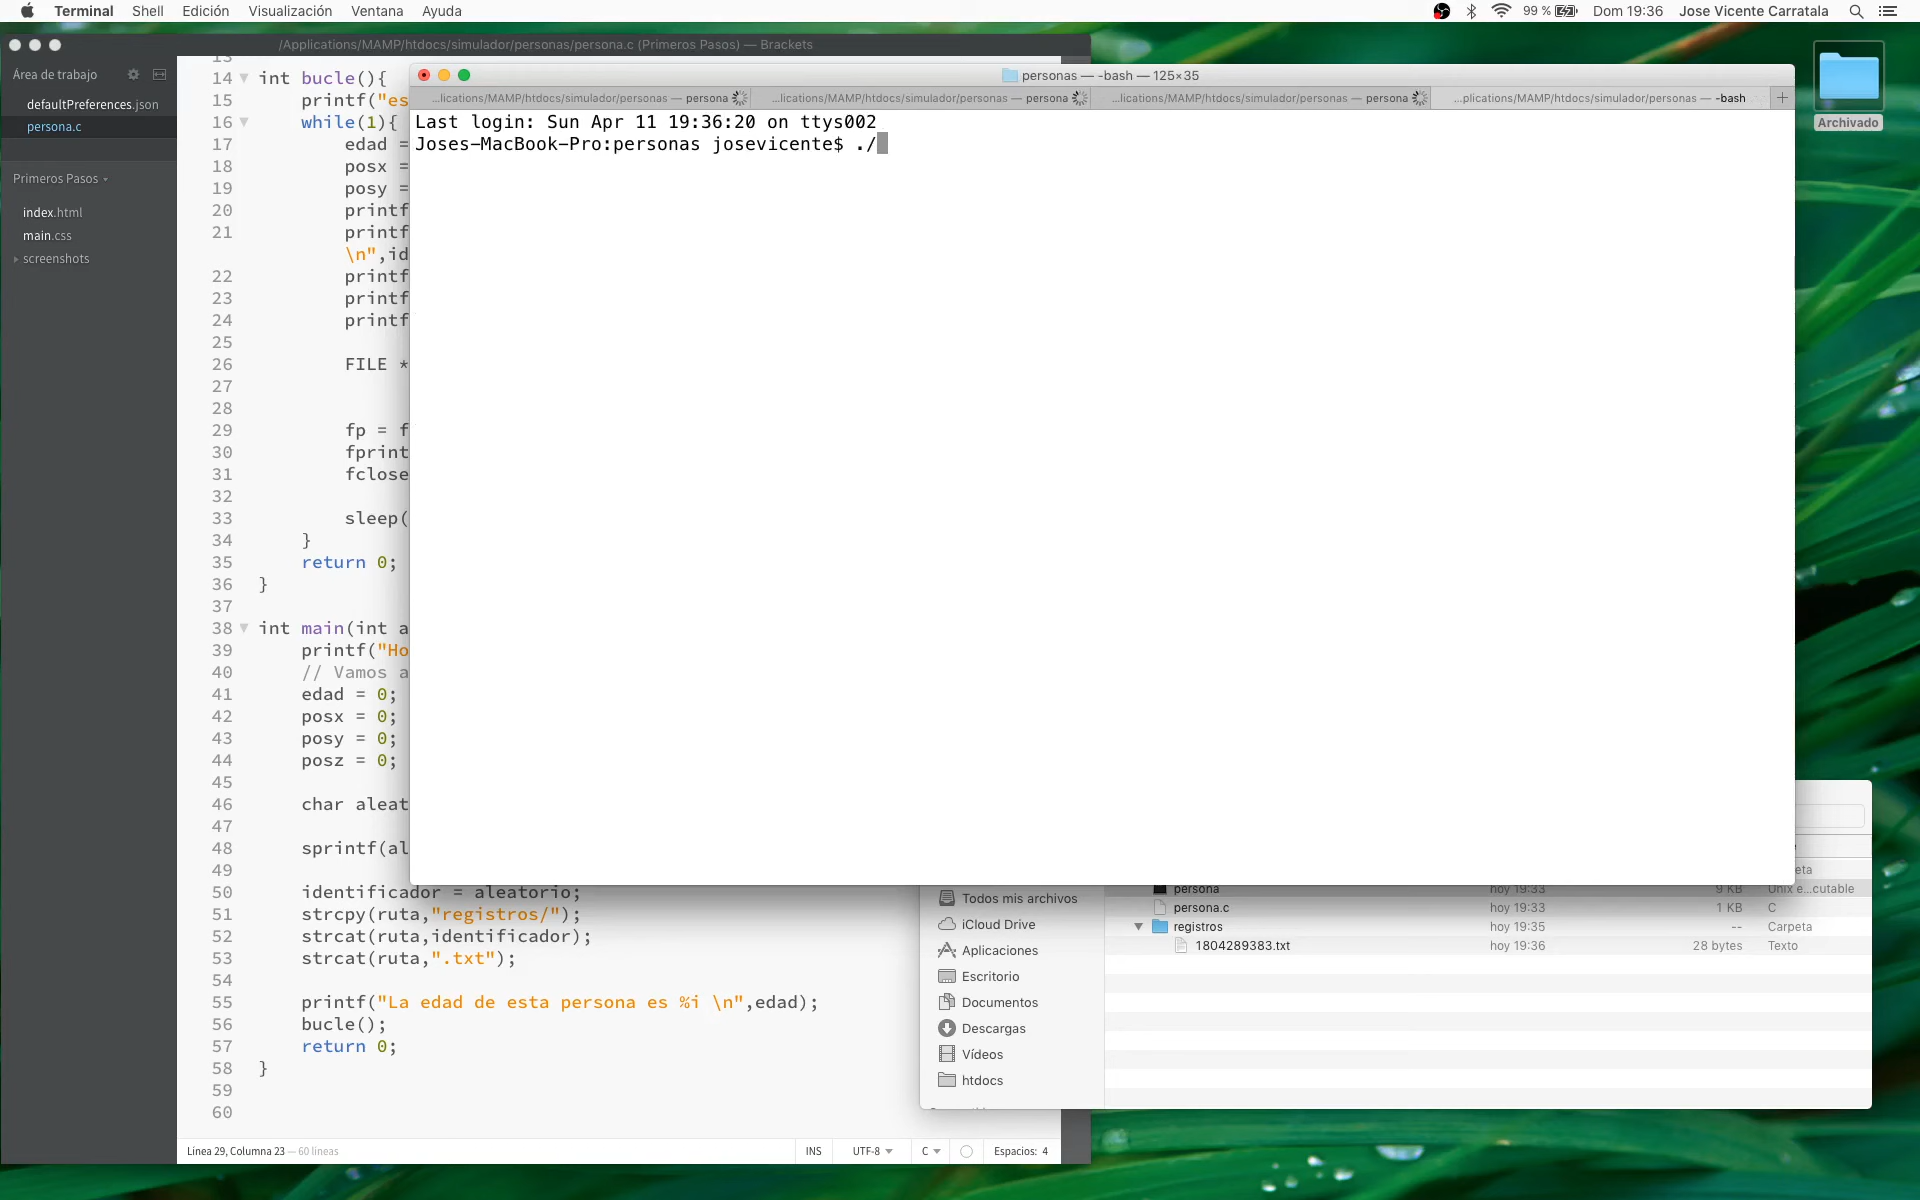 Terminal Shell Edición Visualización Ventana Ayuda 99 % Dom 19:36 Jose Vicente Carratala
/Applications/MAMP/htdocs/simulador/personas/persona.c (Primeros Pasos) — Brackets
Área de trabajo
defaultPreferences.json
persona.c
Primeros Pasos
index.html
main.css
screenshots
13
14 int bucle(){
15 printf("es
16 while(1){
17 edad =
18 posx =
19 posy =
20 printf
21 printf
\n",id
22 printf
23 printf
24 printf
25
26 FILE *
27
28
29 fp = f
30 fprint
31 fclose
32
33 sleep(
34 }
35 return 0;
36 }
37
38 int main(int a
39 printf("Ho
40 // Vamos a
41 edad = 0;
42 posx = 0;
43 posy = 0;
44 posz = 0;
45
46 char aleat
47
48 sprintf(al
49
50 identificador = aleatorio;
51 strcpy(ruta,"registros/");
52 strcat(ruta,identificador);
53 strcat(ruta,".txt");
54
55 printf("La edad de esta persona es %i \n",edad);
56 bucle();
57 return 0;
58 }
59
60
Línea 29, Columna 23 — 60 líneas INS UTF-8 C Espacios: 4
personas — -bash — 125×35
...lications/MAMP/htdocs/simulador/personas — persona ...lications/MAMP/htdocs/simulador/personas — persona ...lications/MAMP/htdocs/simulador/personas — persona ...plications/MAMP/htdocs/simulador/personas — -bash +
Last login: Sun Apr 11 19:36:20 on ttys002
Joses-MacBook-Pro:personas josevicente$ ./
Archivado
Todos mis archivos
iCloud Drive
Aplicaciones
Escritorio
Documentos
Descargas
Vídeos
htdocs
eta
persona hoy 19:33 9 KB Unix e...cutable
persona.c hoy 19:33 1 KB C
registros hoy 19:35 -- Carpeta
1804289383.txt hoy 19:36 28 bytes Texto